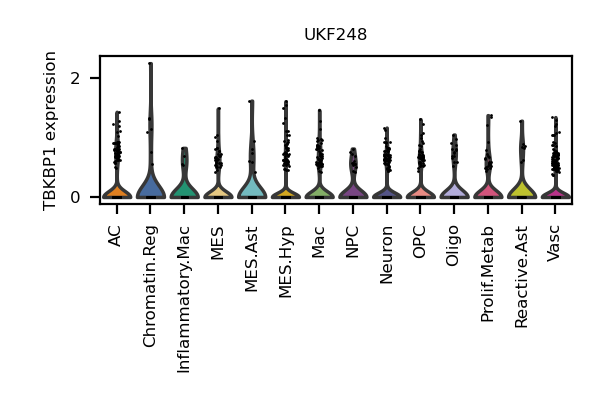 UKF248
TBKBP1 expression
2
0
AC
Chromatin.Reg
Inflammatory.Mac
MES
MES.Ast
MES.Hyp
Mac
NPC
Neuron
OPC
Oligo
Prolif.Metab
Reactive.Ast
Vasc